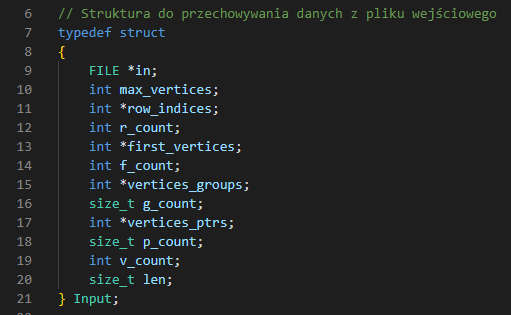 6 // Struktura do przechowywania danych z pliku wejściowego
7 typedef struct
8 {
9 FILE *in;
10 int max_vertices;
11 int *row_indices;
12 int r_count;
13 int *first_vertices;
14 int f_count;
15 int *vertices_groups;
16 size_t g_count;
17 int *vertices_ptrs;
18 size_t p_count;
19 int v_count;
20 size_t len;
21 } Input;